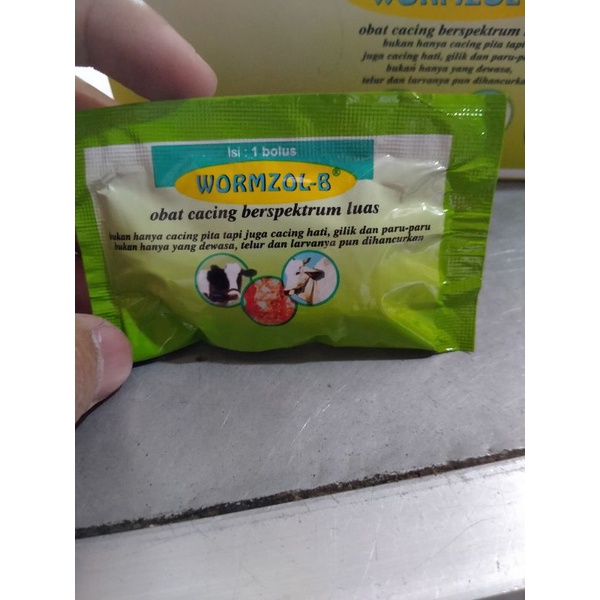 WORMZOL
obat cacing berspektrum
bukan hanya cacing pita tapi
juga cacing hati, gilik dan paru-pa
bukan hanya yang dewasa,
telur dan larvanya pun dihancurkan
Isi : 1 bolus
WORMZOL-B®
obat cacing berspektrum luas
bukan hanya cacing pita tapi juga cacing hati, gilik dan paru-paru
bukan hanya yang dewasa, telur dan larvanya pun dihancurkan